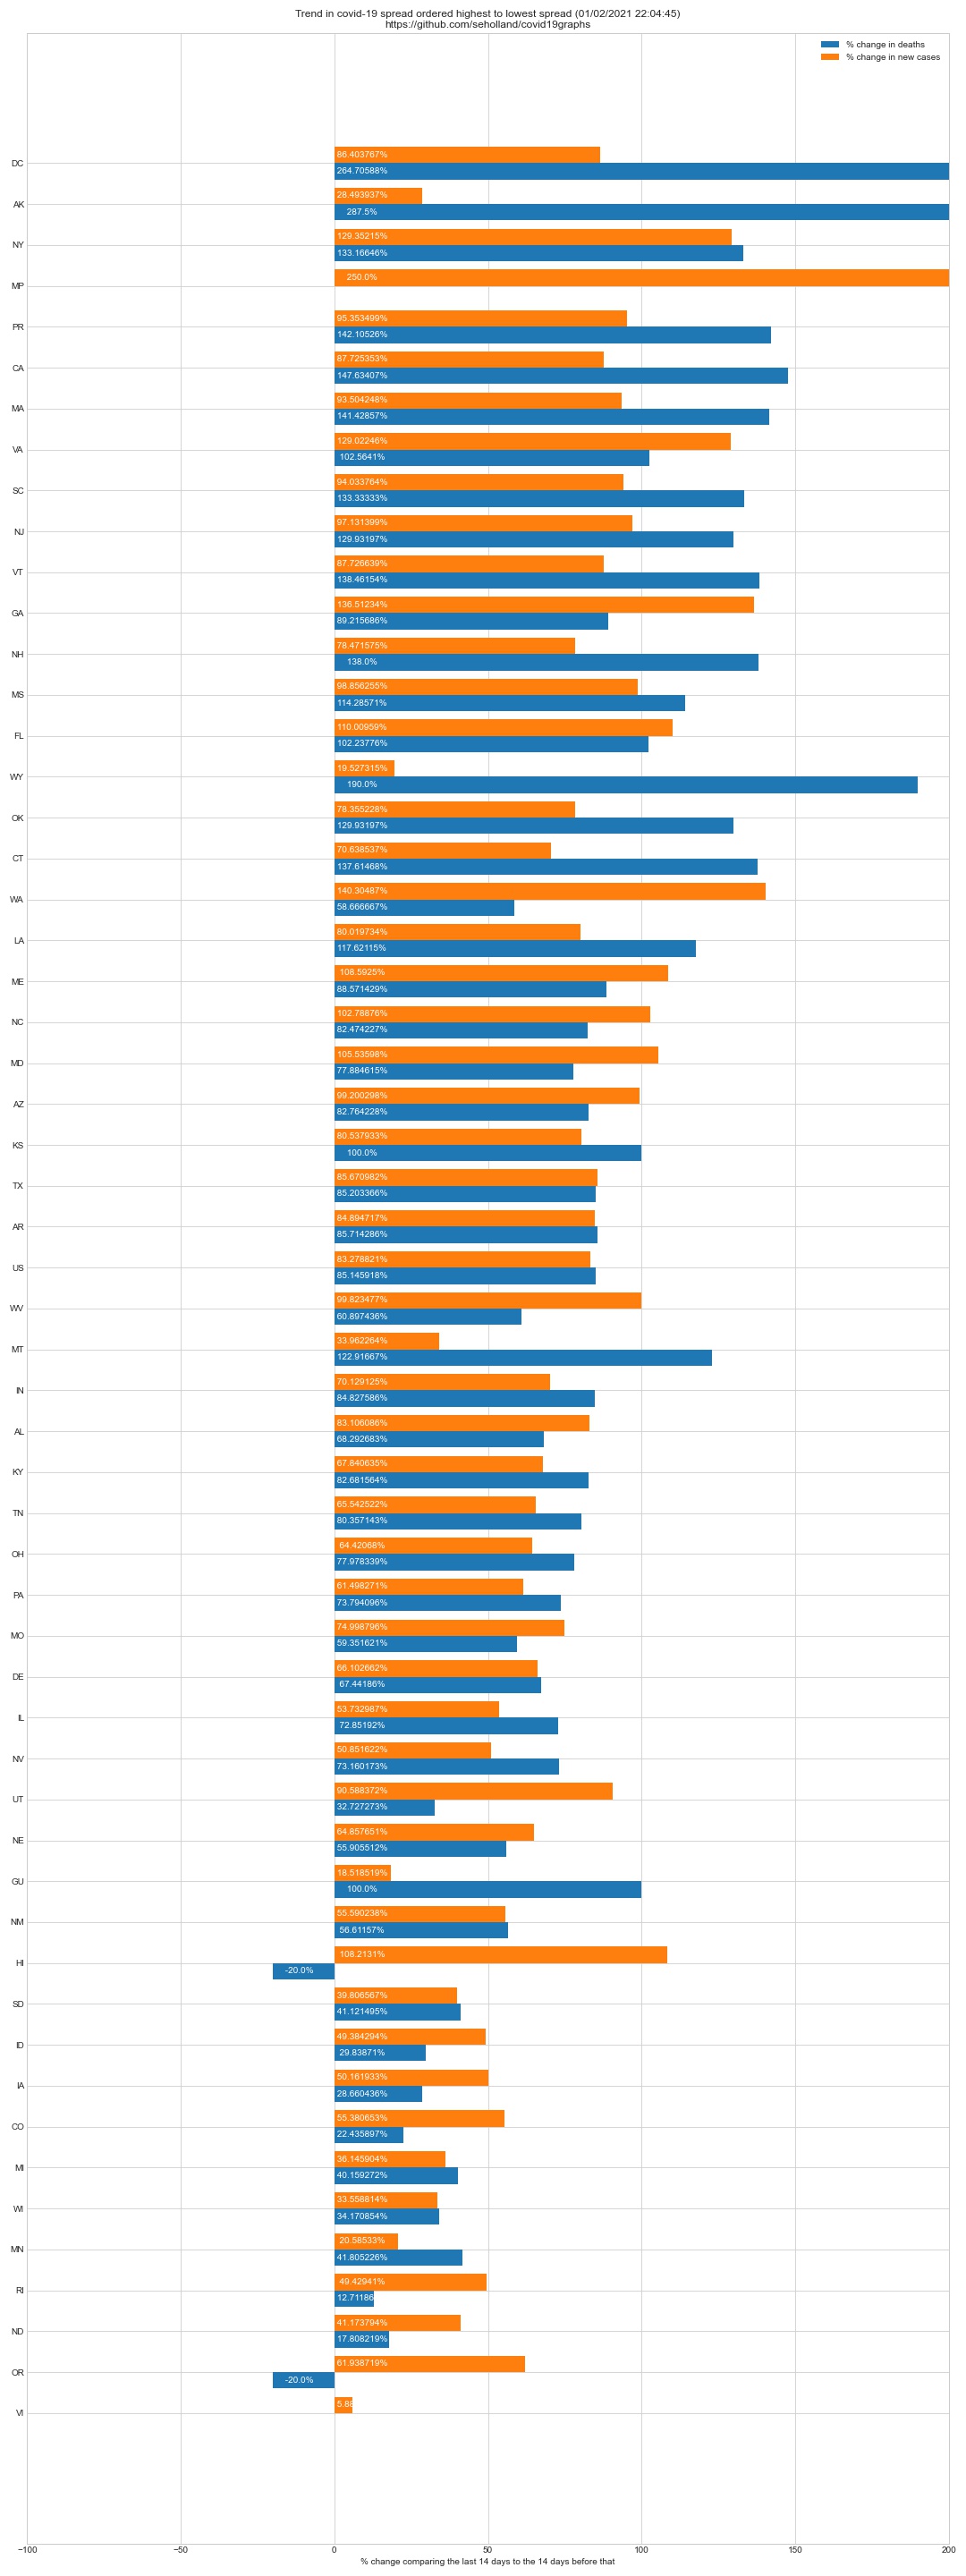 Trend in covid-19 spread ordered highest to lowest spread (01/02/2021 22:04:45)
https://github.com/seholland/covid19graphs
% change in deaths
% change in new cases
86.403767%
DC
264.70588%
28.493937%
AK
287.5%
129.35215%
NY
133.16646%
250.0%
MP
95.353499%
PR
142.10526%
87.725353%
CA
147.63407%
93.504248%
MA
141.42857%
129.02246%
VA
102.5641%
94.033764%
SC
133.33333%
97.131399%
NJ
129.93197%
87.726639%
VT
138.46154%
136.51234%
GA
89.215686%
78.471575%
NH
138.0%
98.856255%
MS
114.28571%
110.00959%
FL
102.23776%
19.527315%
WY
190.0%
78.355228%
OK
129.93197%
70.638537%
CT
137.61468%
140.30487%
WA
58.666667%
80.019734%
LA
117.62115%
108.5925%
ME
88.571429%
102.78876%
NC
82.474227%
105.53598%
MD
77.884615%
99.200298%
AZ
82.764228%
80.537933%
KS
100.0%
85.670982%
TX
85.203366%
84.894717%
AR
85.714286%
83.278821%
US
85.145918%
99.823477%
WV
60.897436%
33.962264%
MT
122.91667%
70.129125%
IN
84.827586%
83.106086%
AL
68.292683%
67.840635%
KY
82.681564%
65.542522%
TN
80.357143%
64.42068%
OH
77.978339%
61.498271%
PA
73.794096%
74.998796%
MO
59.351621%
66.102662%
DE
67.44186%
53.732987%
IL
72.85192%
50.851622%
NV
73.160173%
90.588372%
UT
32.727273%
64.857651%
NE
55.905512%
18.518519%
GU
100.0%
55.590238%
NM
56.61157%
108.2131%
HI
-20.0%
39.806567%
SD
41.121495%
49.384294%
ID
29.83871%
50.161933%
IA
28.660436%
55.380653%
CO
22.435897%
36.145904%
MI
40.159272%
33.558814%
WI
34.170854%
20.58533%
MN
41.805226%
49.42941%
RI
12.71186
41.173794%
ND
17.808219%
61.938719%
OR
-20.0%
VI
−100 −50 0 50 100 150 200
% change comparing the last 14 days to the 14 days before that